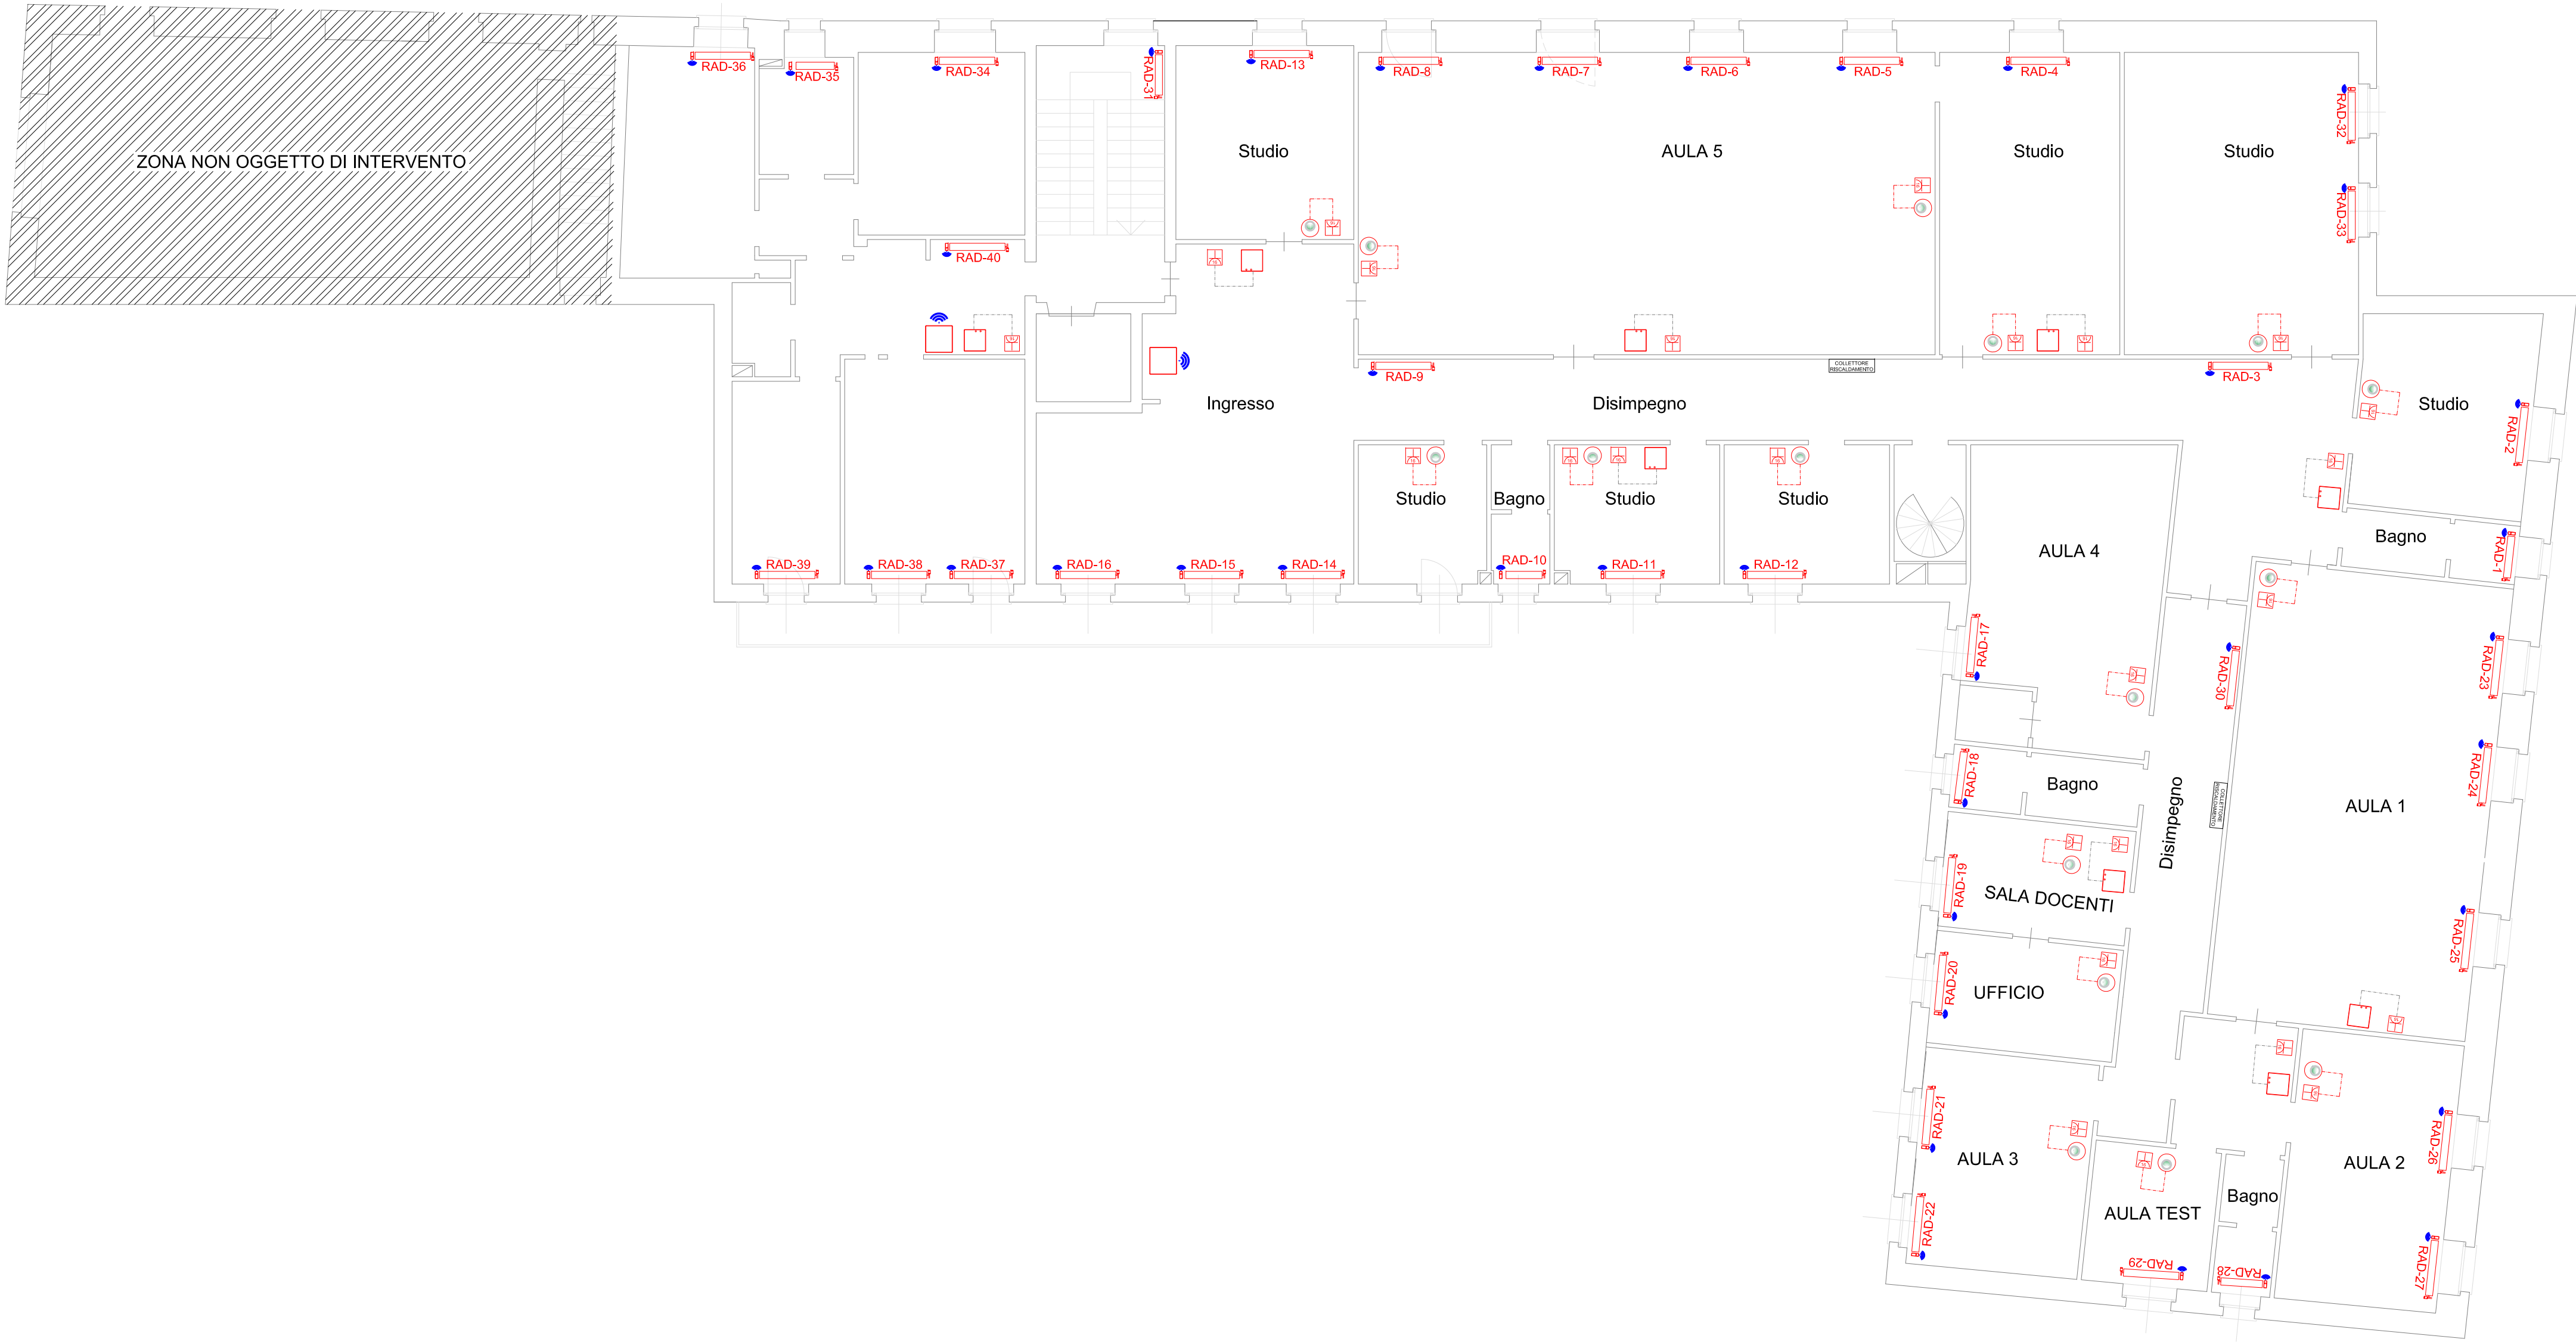 RAD-36
RAD-35
RAD-34
RAD-31
RAD-13
RAD-8
RAD-7
RAD-6
RAD-5
RAD-4
RAD-32
ZONA NON OGGETTO DI INTERVENTO
Studio
AULA 5
Studio
Studio
RAD-33
RAD-40
COLLETTORE
RISCALDAMENTO
RAD-9
RAD-3
Ingresso
Disimpegno
Studio
RAD-2
Studio
Bagno
Studio
Studio
Bagno
RAD-1
AULA 4
RAD-39
RAD-38
RAD-37
RAD-16
RAD-15
RAD-14
RAD-10
RAD-11
RAD-12
RAD-17
RAD-30
RAD-23
RAD-18
Bagno
RAD-24
AULA 1
COLLETTORE
RISCALDAMENTO
Disimpegno
RAD-19
SALA DOCENTI
RAD-25
RAD-20
UFFICIO
RAD-21
AULA 3
RAD-26
AULA 2
Bagno
AULA TEST
RAD-22
RAD-29
RAD-28
RAD-27